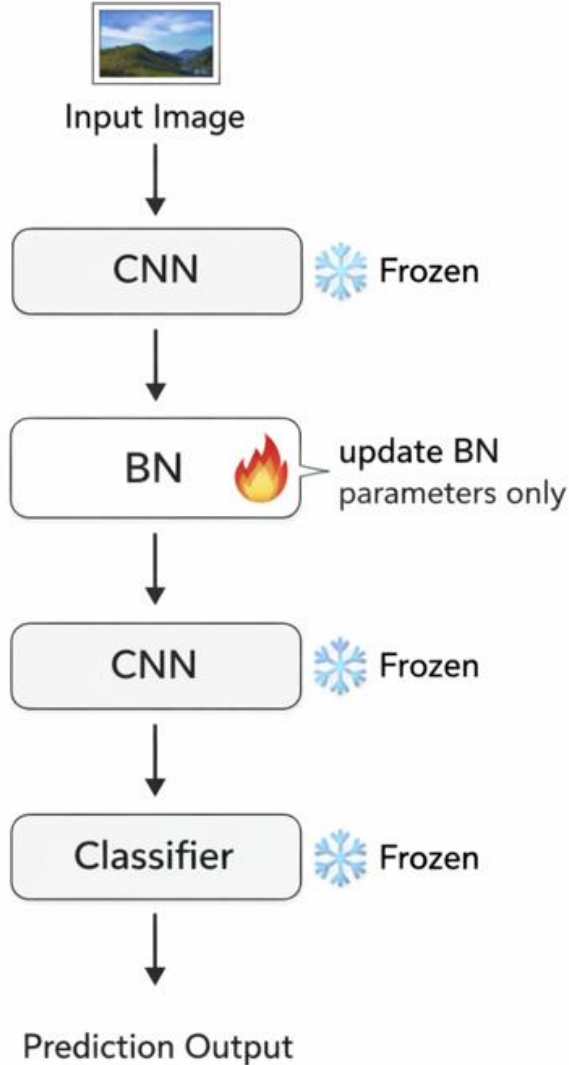 Input Image
CNN
Frozen
BN
update BN
parameters only
CNN
Frozen
Classifier
Frozen
Prediction Output